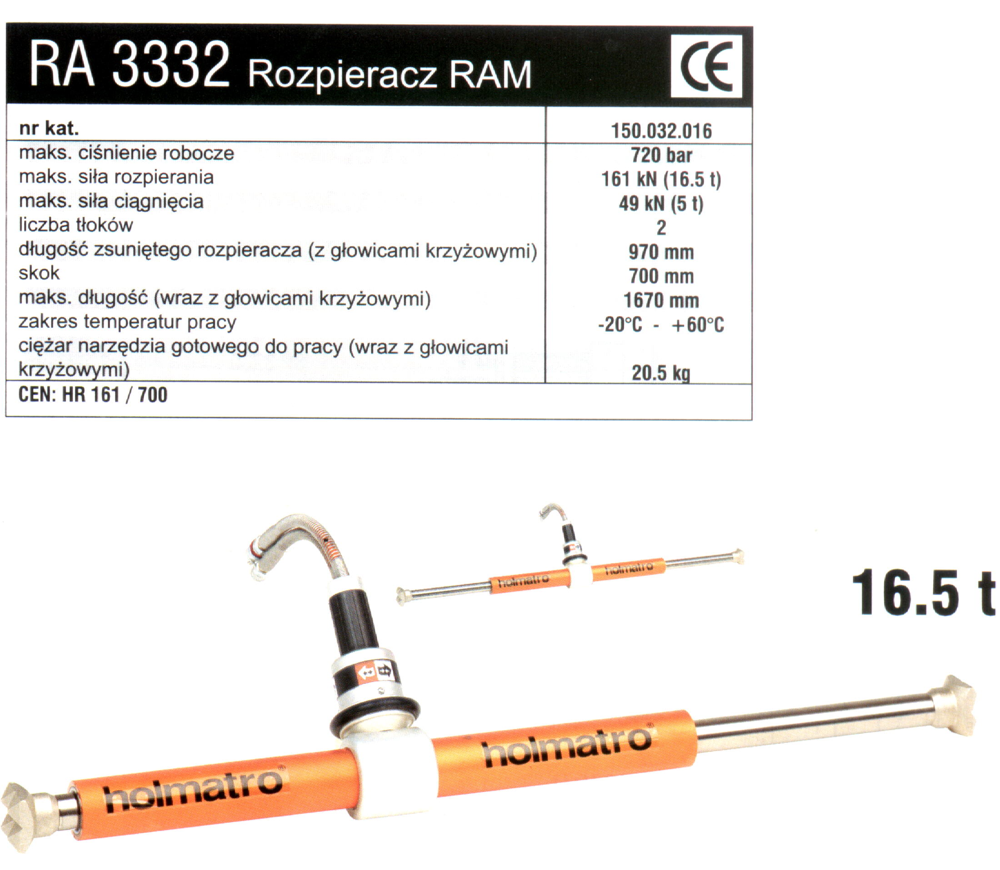 RA 3332 Rozpieracz RAM CE
nr kat. 150.032.016
maks. ciśnienie robocze 720 bar
maks. siła rozpierania 161 kN (16.5 t)
maks. siła ciągnięcia 49 kN (5 t)
liczba tłoków 2
długość zsuniętego rozpieracza (z głowicami krzyżowymi) 970 mm
skok 700 mm
maks. długość (wraz z głowicami krzyżowymi) 1670 mm
zakres temperatur pracy -20°C - +60°C
ciężar narzędzia gotowego do pracy (wraz z głowicami
krzyżowymi) 20.5 kg
CEN: HR 161 / 700
holmatro holmatro
16.5 t
holmatro® holmatro®